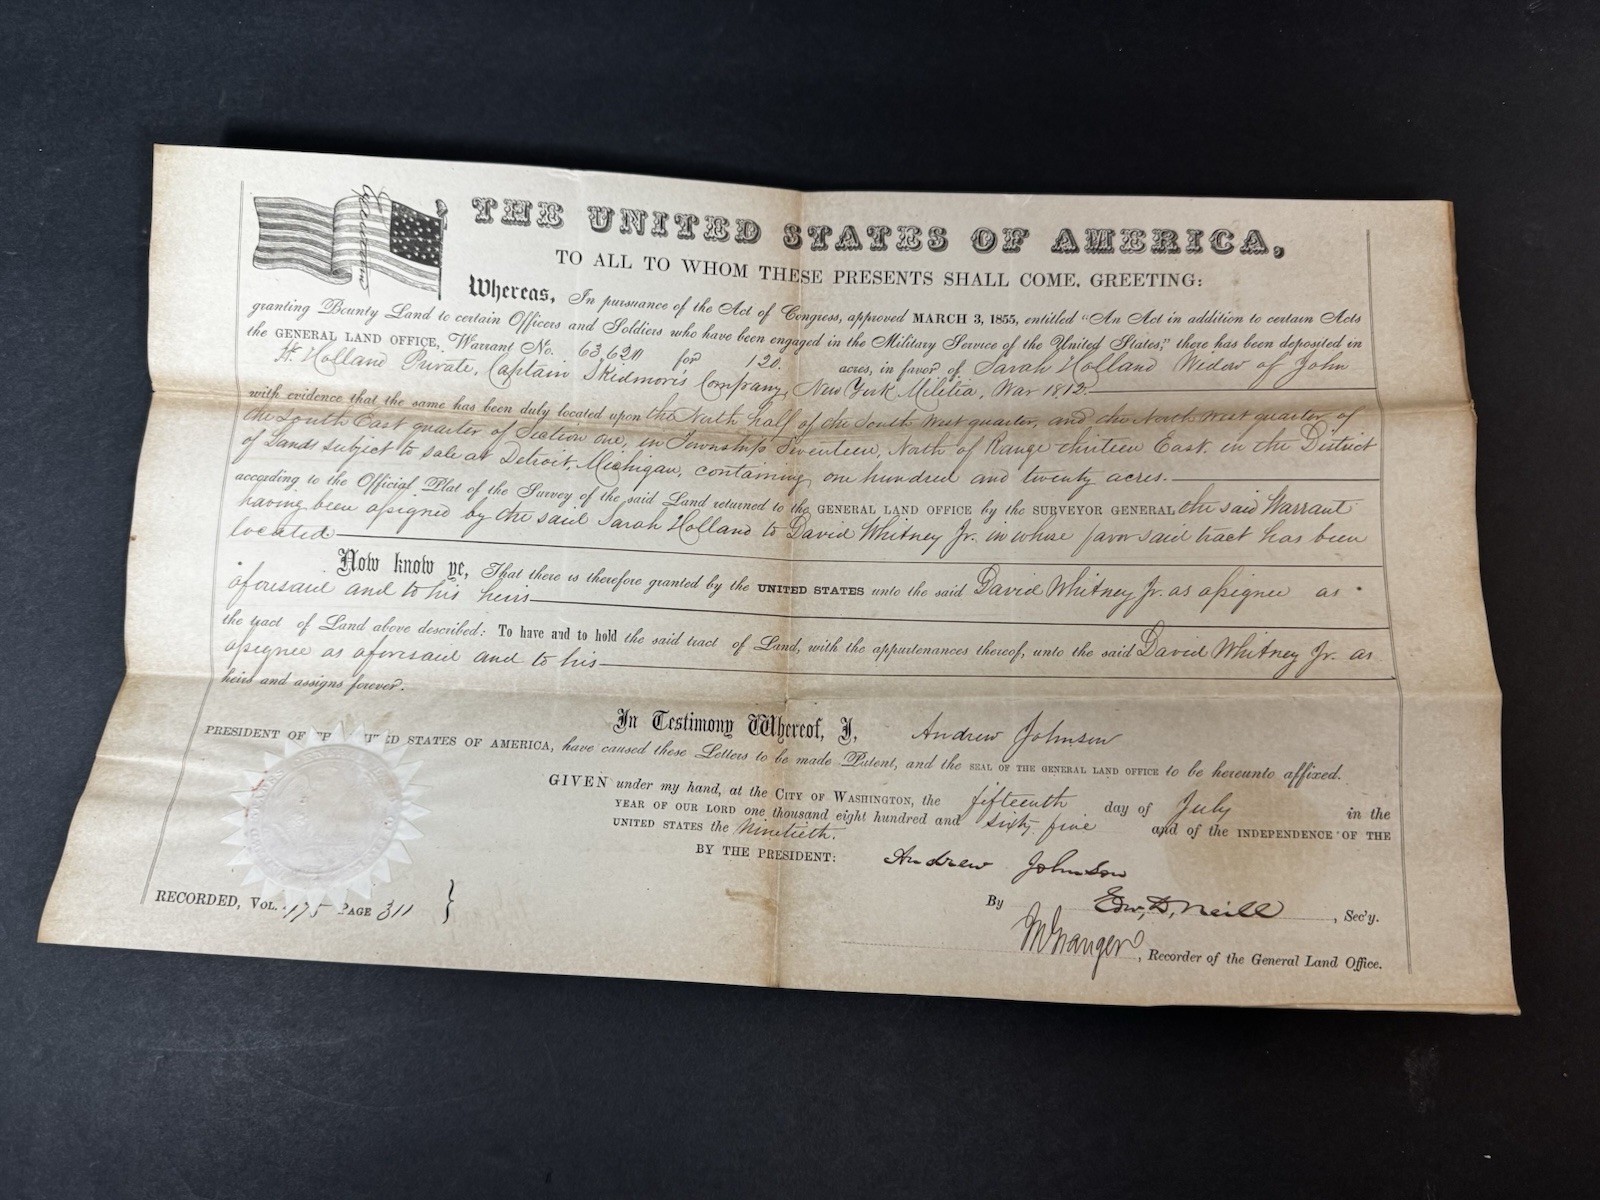 THE UNITED STATES OF AMERICA,
TO ALL TO WHOM THESE PRESENTS SHALL COME, GREETING:
Whereas, In pursuance of the Act of Congress, approved MARCH 3, 1855, entitled "An Act in addition to certain Acts
granting Bounty Land to certain Officers and Soldiers who have been engaged in the Military Service of the United States," there has been deposited in
the GENERAL LAND OFFICE, Warrant No. 63,620 for 120 acres, in favor of Sarah Holland Widow of John
H. Holland Private, Captain Skidmore's Company, New York Militia, War 1812
with evidence that the same has been duly located upon the North half of the South West quarter, and the North West quarter of
the South East quarter of Section one, in Township Seventeen, North of Range thirteen East, in the District
of Lands subject to sale at Detroit, Michigan, containing one hundred and twenty acres.
according to the Official Plat of the Survey of the said Land returned to the GENERAL LAND OFFICE by the SURVEYOR GENERAL the said Warrant
having been assigned by the said Sarah Holland to David Whitney Jr. in whose favor said tract has been
located
Now know ye, That there is therefore granted by the UNITED STATES unto the said David Whitney Jr. as assignee as
aforesaid and to his heirs
the tract of Land above described: To have and to hold the said tract of Land, with the appurtenances thereof, unto the said David Whitney Jr. as
assignee as aforesaid and to his
heirs and assigns forever.
In Testimony Whereof, I, Andrew Johnson
PRESIDENT OF THE UNITED STATES OF AMERICA, have caused these Letters to be made Patent, and the SEAL OF THE GENERAL LAND OFFICE to be hereunto affixed.
GIVEN under my hand, at the CITY OF WASHINGTON, the fifteenth day of July in the
YEAR OF OUR LORD one thousand eight hundred and sixty five and of the INDEPENDENCE OF THE
UNITED STATES the Ninetieth.
BY THE PRESIDENT: Andrew Johnson
By Edw. D. Neill, Sec'y.
RECORDED, VOL. 175 PAGE 311
Granger, Recorder of the General Land Office.